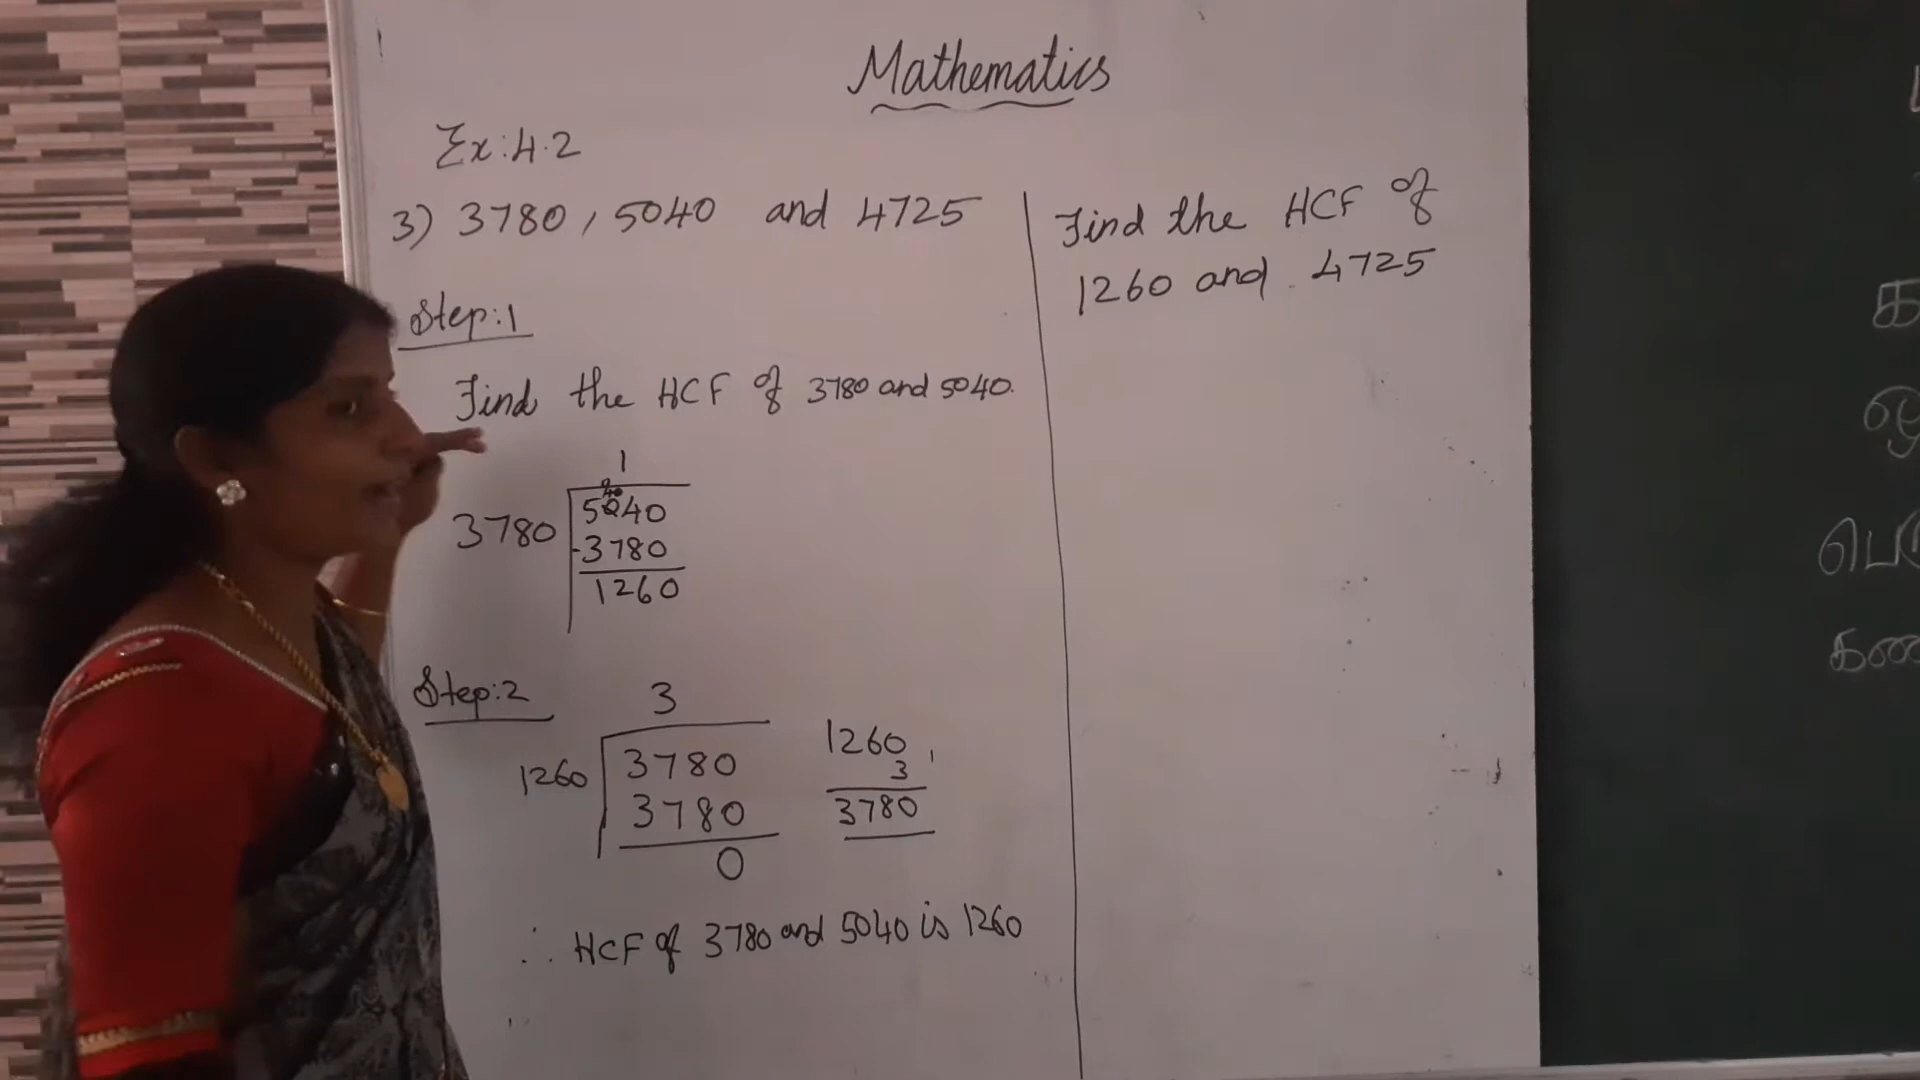 Mathematics
Ex:4.2
3) 3780, 5040 and 4725
Step:1
Find the HCF of 3780 and 5040.
1
3780 5040
-3780
1260
Step:2
3
1260 3780
3780
0
1260
3
3780
∴ HCF of 3780 and 5040 is 1260
Find the HCF of
1260 and 4725